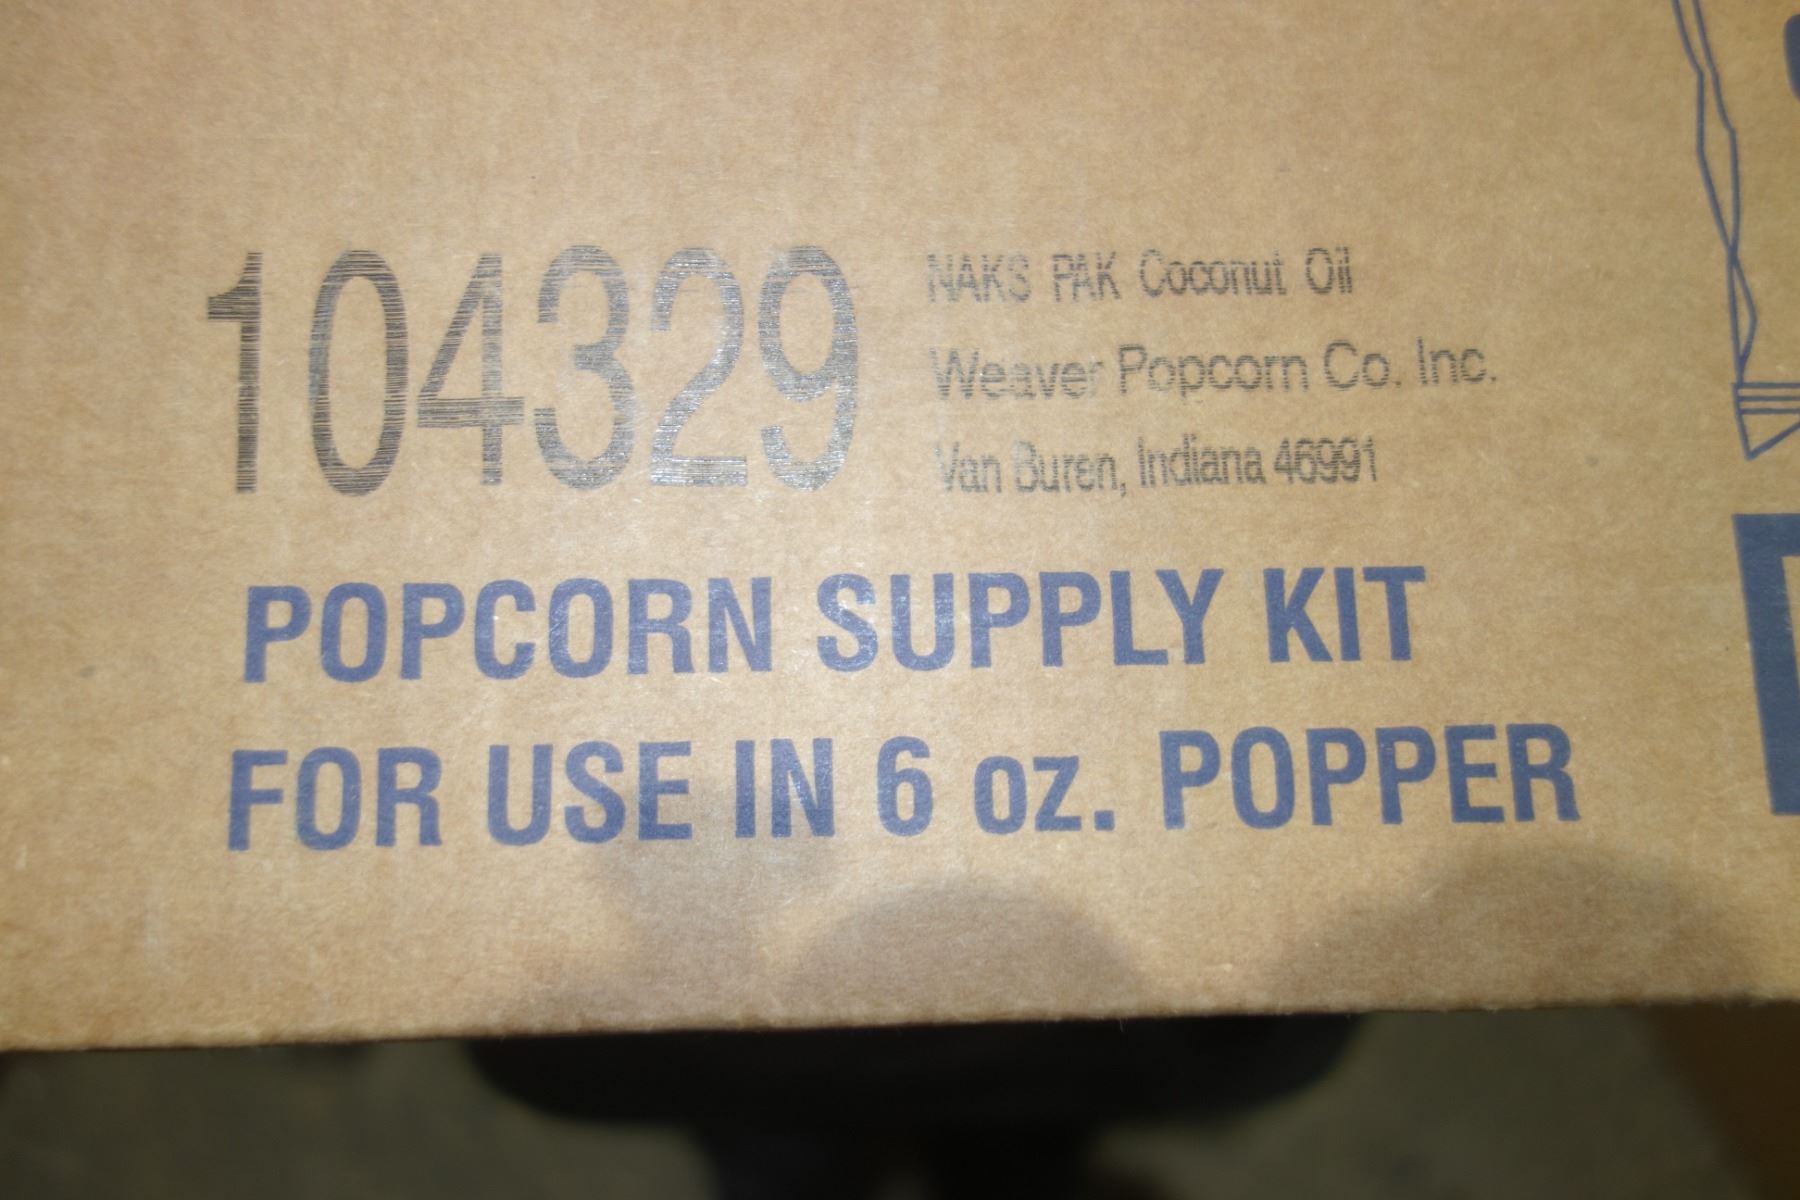 104329
NAKS PAK Coconut Oil
Weaver Popcorn Co. Inc.
Van Buren, Indiana 46991
POPCORN SUPPLY KIT
FOR USE IN 6 oz. POPPER